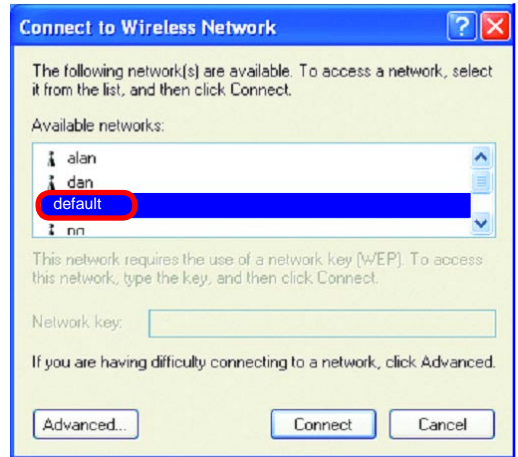 Connect to Wireless Network
The following network(s) are available. To access a network, select
it from the list, and then click Connect.
Available networks:
alan
dan
default
This network requires the use of a network key (WEP). To access
this network, type the key, and then click Connect.
Network key:
If you are having difficulty connecting to a network, click Advanced.
Advanced...
Connect
Cancel